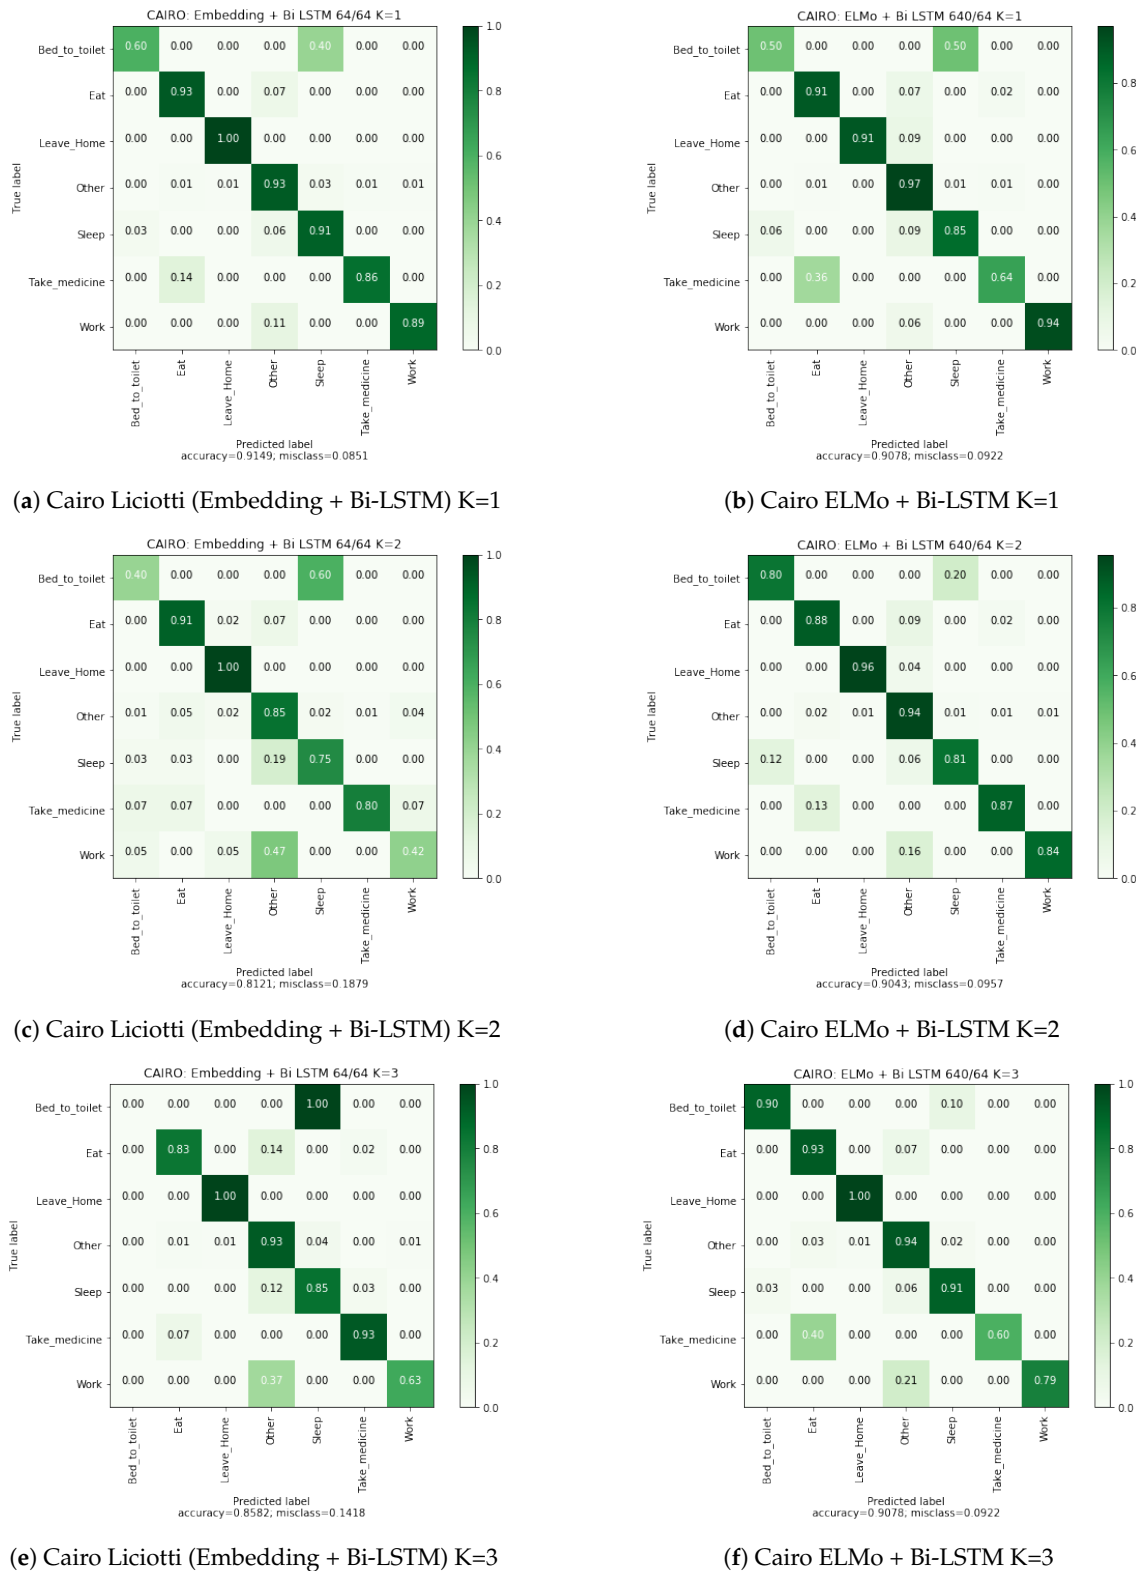 CAIRO: Embedding + Bi LSTM 64/64 K=1
True label
Bed_to_toilet 0.60 0.00 0.00 0.00 0.40 0.00 0.00
Eat 0.00 0.93 0.00 0.07 0.00 0.00 0.00
Leave_Home 0.00 0.00 1.00 0.00 0.00 0.00 0.00
Other 0.00 0.01 0.01 0.93 0.03 0.01 0.01
Sleep 0.03 0.00 0.00 0.06 0.91 0.00 0.00
Take_medicine 0.00 0.14 0.00 0.00 0.00 0.86 0.00
Work 0.00 0.00 0.00 0.11 0.00 0.00 0.89
Bed_to_toilet Eat Leave_Home Other Sleep Take_medicine Work
Predicted label
accuracy=0.9149; misclass=0.0851
1.0
0.8
0.6
0.4
0.2
0.0
(a) Cairo Liciotti (Embedding + Bi-LSTM) K=1
CAIRO: ELMo + Bi LSTM 640/64 K=1
True label
Bed_to_toilet 0.50 0.00 0.00 0.00 0.50 0.00 0.00
Eat 0.00 0.91 0.00 0.07 0.00 0.02 0.00
Leave_Home 0.00 0.00 0.91 0.09 0.00 0.00 0.00
Other 0.00 0.01 0.00 0.97 0.01 0.01 0.00
Sleep 0.06 0.00 0.00 0.09 0.85 0.00 0.00
Take_medicine 0.00 0.36 0.00 0.00 0.00 0.64 0.00
Work 0.00 0.00 0.00 0.06 0.00 0.00 0.94
Bed_to_toilet Eat Leave_Home Other Sleep Take_medicine Work
Predicted label
accuracy=0.9078; misclass=0.0922
0.8
0.6
0.4
0.2
0.0
(b) Cairo ELMo + Bi-LSTM K=1
CAIRO: Embedding + Bi LSTM 64/64 K=2
True label
Bed_to_toilet 0.40 0.00 0.00 0.00 0.60 0.00 0.00
Eat 0.00 0.91 0.02 0.07 0.00 0.00 0.00
Leave_Home 0.00 0.00 1.00 0.00 0.00 0.00 0.00
Other 0.01 0.05 0.02 0.85 0.02 0.01 0.04
Sleep 0.03 0.03 0.00 0.19 0.75 0.00 0.00
Take_medicine 0.07 0.07 0.00 0.00 0.00 0.80 0.07
Work 0.05 0.00 0.05 0.47 0.00 0.00 0.42
Bed_to_toilet Eat Leave_Home Other Sleep Take_medicine Work
Predicted label
accuracy=0.8121; misclass=0.1879
1.0
0.8
0.6
0.4
0.2
0.0
(c) Cairo Liciotti (Embedding + Bi-LSTM) K=2
CAIRO: ELMo + Bi LSTM 640/64 K=2
True label
Bed_to_toilet 0.80 0.00 0.00 0.00 0.20 0.00 0.00
Eat 0.00 0.88 0.00 0.09 0.00 0.02 0.00
Leave_Home 0.00 0.00 0.96 0.04 0.00 0.00 0.00
Other 0.00 0.02 0.01 0.94 0.01 0.01 0.01
Sleep 0.12 0.00 0.00 0.06 0.81 0.00 0.00
Take_medicine 0.00 0.13 0.00 0.00 0.00 0.87 0.00
Work 0.00 0.00 0.00 0.16 0.00 0.00 0.84
Bed_to_toilet Eat Leave_Home Other Sleep Take_medicine Work
Predicted label
accuracy=0.9043; misclass=0.0957
0.8
0.6
0.4
0.2
0.0
(d) Cairo ELMo + Bi-LSTM K=2
CAIRO: Embedding + Bi LSTM 64/64 K=3
True label
Bed_to_toilet 0.00 0.00 0.00 0.00 1.00 0.00 0.00
Eat 0.00 0.83 0.00 0.14 0.00 0.02 0.00
Leave_Home 0.00 0.00 1.00 0.00 0.00 0.00 0.00
Other 0.00 0.01 0.01 0.93 0.04 0.00 0.01
Sleep 0.00 0.00 0.00 0.12 0.85 0.03 0.00
Take_medicine 0.00 0.07 0.00 0.00 0.00 0.93 0.00
Work 0.00 0.00 0.00 0.37 0.00 0.00 0.63
Bed_to_toilet Eat Leave_Home Other Sleep Take_medicine Work
Predicted label
accuracy=0.8582; misclass=0.1418
1.0
0.8
0.6
0.4
0.2
0.0
(e) Cairo Liciotti (Embedding + Bi-LSTM) K=3
CAIRO: ELMo + Bi LSTM 640/64 K=3
True label
Bed_to_toilet 0.90 0.00 0.00 0.00 0.10 0.00 0.00
Eat 0.00 0.93 0.00 0.07 0.00 0.00 0.00
Leave_Home 0.00 0.00 1.00 0.00 0.00 0.00 0.00
Other 0.00 0.03 0.01 0.94 0.02 0.00 0.00
Sleep 0.03 0.00 0.00 0.06 0.91 0.00 0.00
Take_medicine 0.00 0.40 0.00 0.00 0.00 0.60 0.00
Work 0.00 0.00 0.00 0.21 0.00 0.00 0.79
Bed_to_toilet Eat Leave_Home Other Sleep Take_medicine Work
Predicted label
accuracy=0.9078; misclass=0.0922
1.0
0.8
0.6
0.4
0.2
0.0
(f) Cairo ELMo + Bi-LSTM K=3